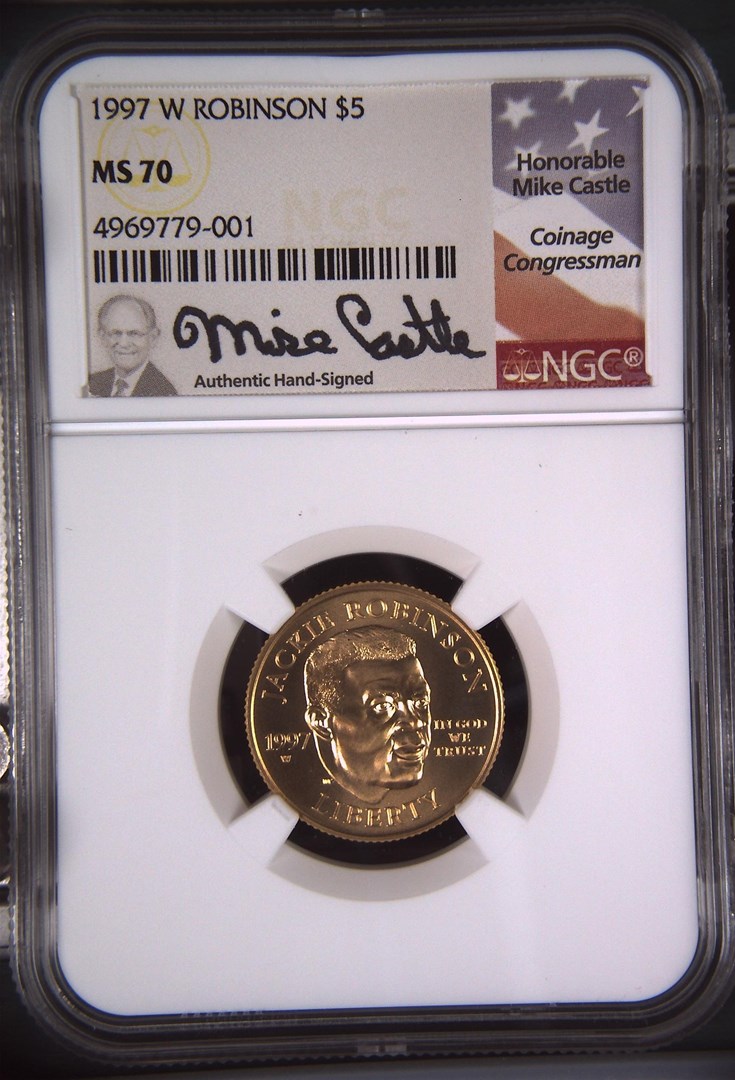 1997 W ROBINSON $5
MS 70
NGC
4969779-001
Mike Castle
Authentic Hand-Signed
Honorable
Mike Castle
Coinage
Congressman
NGC®
JACKIE ROBINSON
1997
W
IN GOD
WE
TRUST
LIBERTY